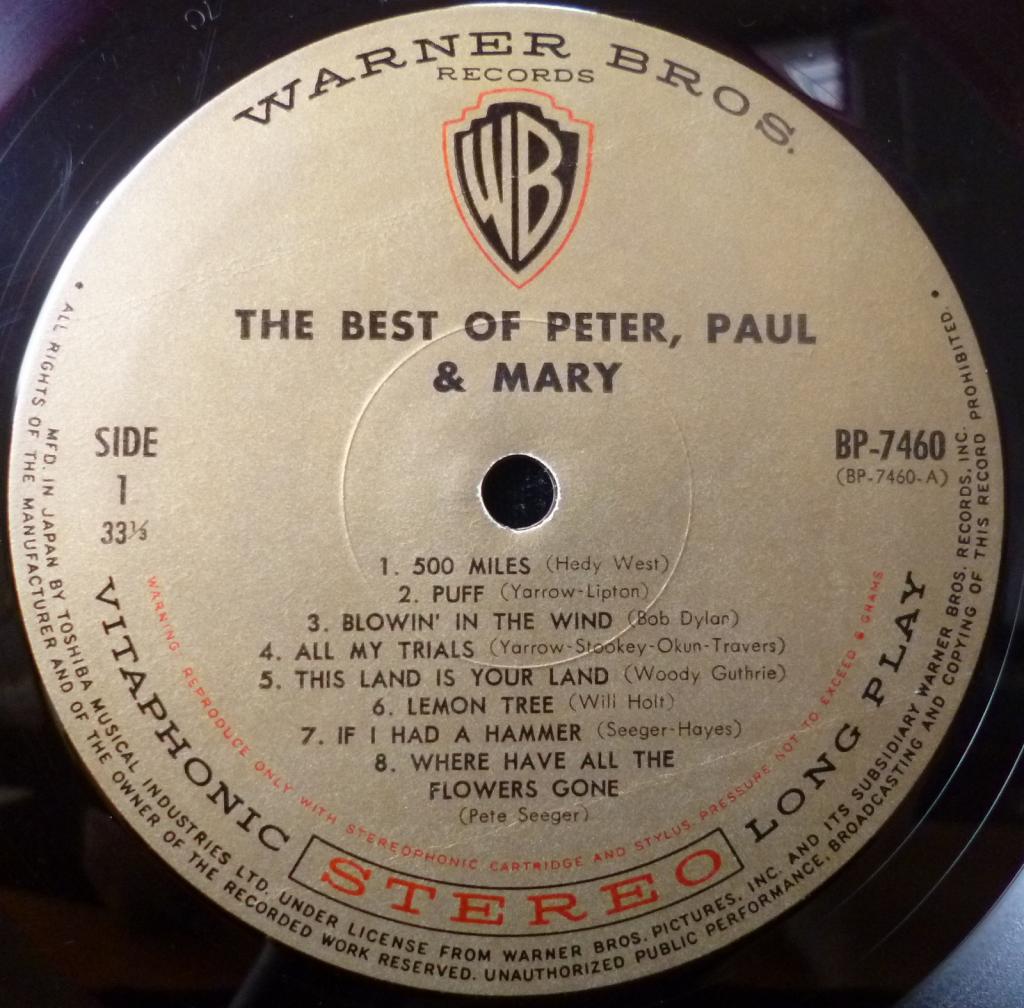 WARNER BROS.
RECORDS
WB
THE BEST OF PETER, PAUL
& MARY
SIDE
1
33⅓
BP-7460
(BP-7460-A)
1. 500 MILES (Hedy West)
2. PUFF (Yarrow-Lipton)
3. BLOWIN' IN THE WIND (Bob Dylan)
4. ALL MY TRIALS (Yarrow-Stookey-Okun-Travers)
5. THIS LAND IS YOUR LAND (Woody Guthrie)
6. LEMON TREE (Will Holt)
7. IF I HAD A HAMMER (Seeger-Hayes)
8. WHERE HAVE ALL THE
FLOWERS GONE
(Pete Seeger)
WARNING: REPRODUCE ONLY WITH STEREOPHONIC CARTRIDGE AND STYLUS PRESSURE NOT TO EXCEED 6 GRAMS
VITAPHONIC STEREO LONG PLAY
MFD. IN JAPAN BY TOSHIBA MUSICAL INDUSTRIES LTD. UNDER LICENSE FROM WARNER BROS. PICTURES, INC. AND ITS SUBSIDIARY WARNER BROS. RECORDS, INC.
• ALL RIGHTS OF THE MANUFACTURER AND OF THE OWNER OF THE RECORDED WORK RESERVED. UNAUTHORIZED PUBLIC PERFORMANCE, BROADCASTING AND COPYING OF THIS RECORD PROHIBITED. •